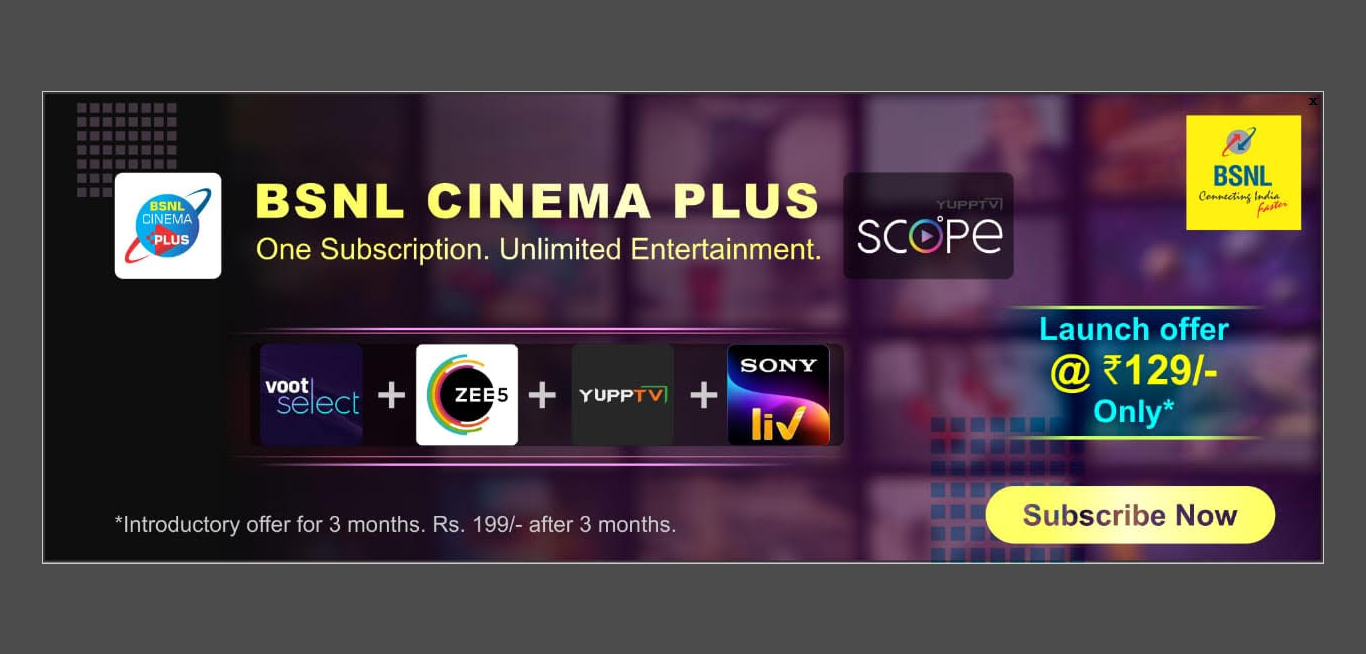 x
BSNL
CINEMA
PLUS
BSNL CINEMA PLUS
One Subscription. Unlimited Entertainment.
YUPPTV
SCOPE
BSNL
Connecting India
faster
voot
select
+
ZEE5
+
YUPPTV
+
SONY
liv
Launch offer
@ ₹129/-
Only*
*Introductory offer for 3 months. Rs. 199/- after 3 months.
Subscribe Now